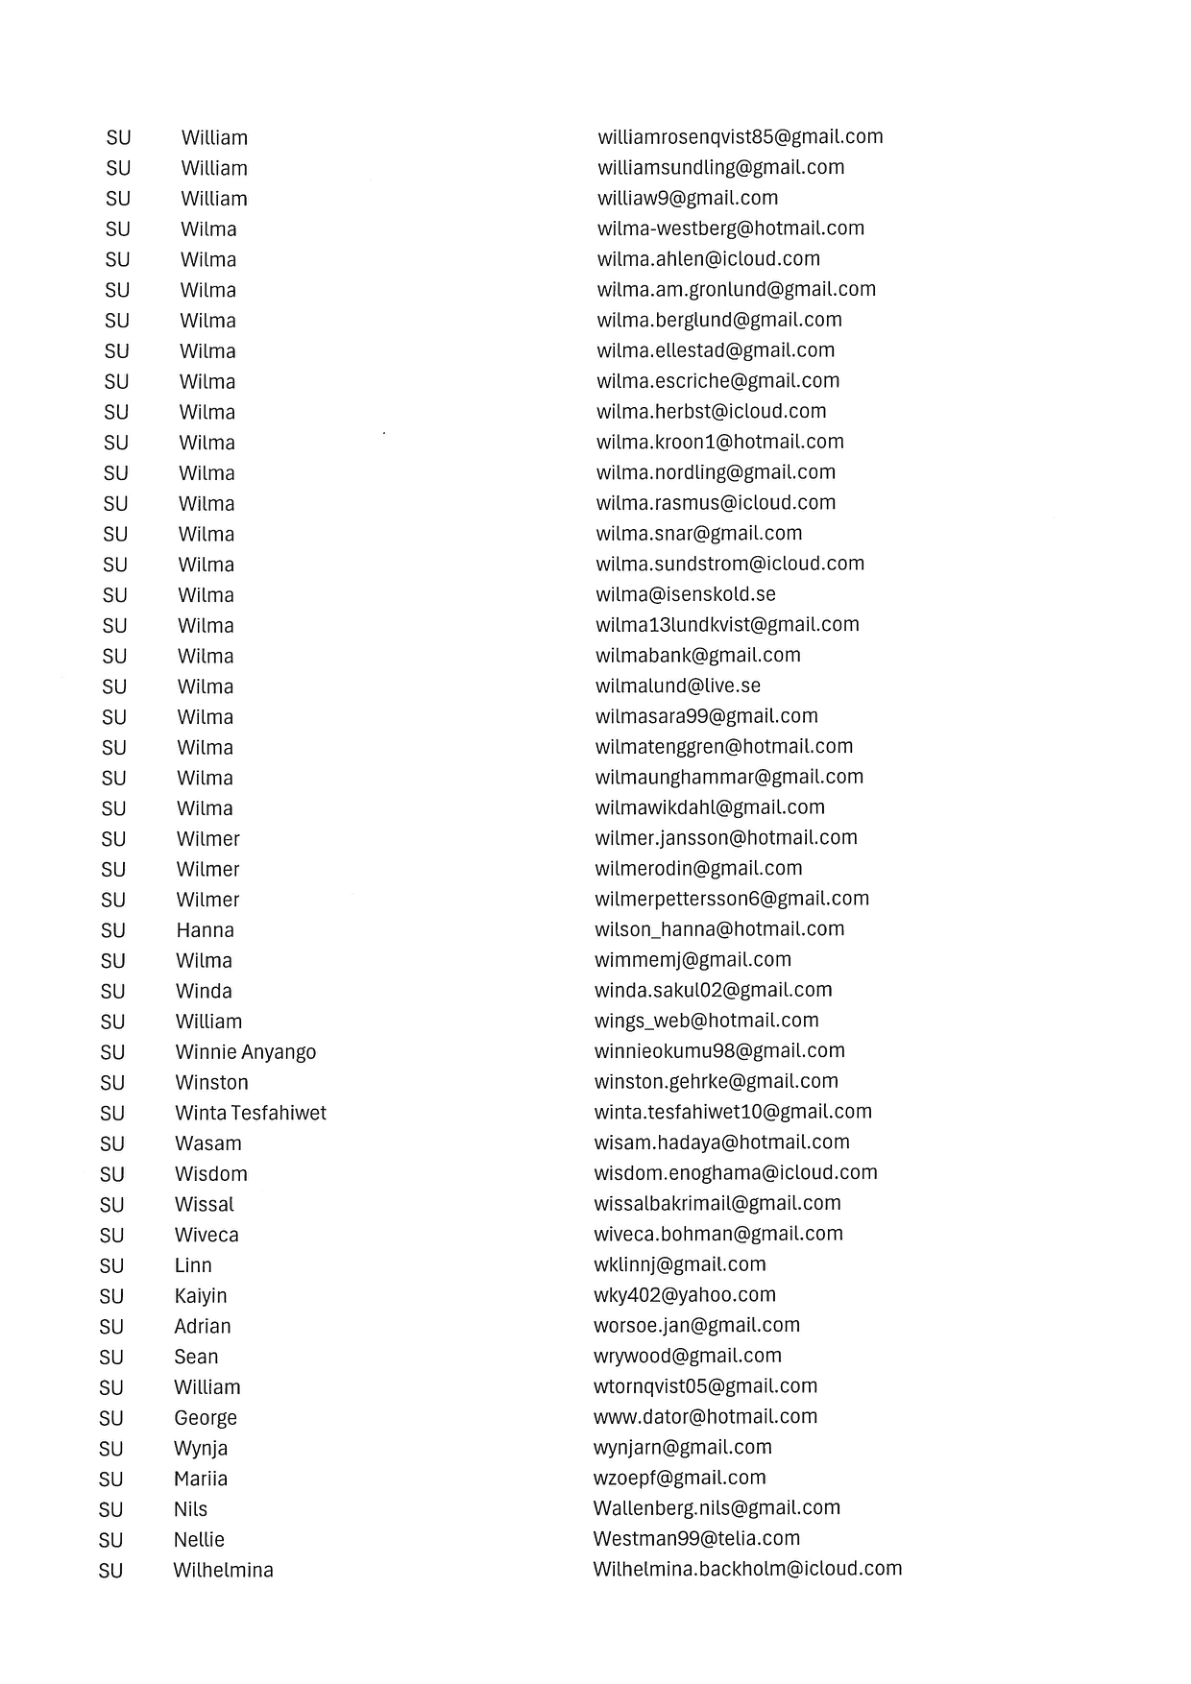 SU William williamrosenqvist85@gmail.com
SU William williamsundling@gmail.com
SU William williaw9@gmail.com
SU Wilma wilma-westberg@hotmail.com
SU Wilma wilma.ahlen@icloud.com
SU Wilma wilma.am.gronlund@gmail.com
SU Wilma wilma.berglund@gmail.com
SU Wilma wilma.ellestad@gmail.com
SU Wilma wilma.escriche@gmail.com
SU Wilma wilma.herbst@icloud.com
SU Wilma wilma.kroon1@hotmail.com
SU Wilma wilma.nordling@gmail.com
SU Wilma wilma.rasmus@icloud.com
SU Wilma wilma.snar@gmail.com
SU Wilma wilma.sundstrom@icloud.com
SU Wilma wilma@isenskold.se
SU Wilma wilma13lundkvist@gmail.com
SU Wilma wilmabank@gmail.com
SU Wilma wilmalund@live.se
SU Wilma wilmasara99@gmail.com
SU Wilma wilmatenggren@hotmail.com
SU Wilma wilmaunghammar@gmail.com
SU Wilma wilmawikdahl@gmail.com
SU Wilmer wilmer.jansson@hotmail.com
SU Wilmer wilmerodin@gmail.com
SU Wilmer wilmerpettersson6@gmail.com
SU Hanna wilson_hanna@hotmail.com
SU Wilma wimmemj@gmail.com
SU Winda winda.sakul02@gmail.com
SU William wings_web@hotmail.com
SU Winnie Anyango winnieokumu98@gmail.com
SU Winston winston.gehrke@gmail.com
SU Winta Tesfahiwet winta.tesfahiwet10@gmail.com
SU Wasam wisam.hadaya@hotmail.com
SU Wisdom wisdom.enoghama@icloud.com
SU Wissal wissalbakrimail@gmail.com
SU Wiveca wiveca.bohman@gmail.com
SU Linn wklinnj@gmail.com
SU Kaiyin wky402@yahoo.com
SU Adrian worsoe.jan@gmail.com
SU Sean wrywood@gmail.com
SU William wtornqvist05@gmail.com
SU George www.dator@hotmail.com
SU Wynja wynjarn@gmail.com
SU Mariia wzoepf@gmail.com
SU Nils Wallenberg.nils@gmail.com
SU Nellie Westman99@telia.com
SU Wilhelmina Wilhelmina.backholm@icloud.com